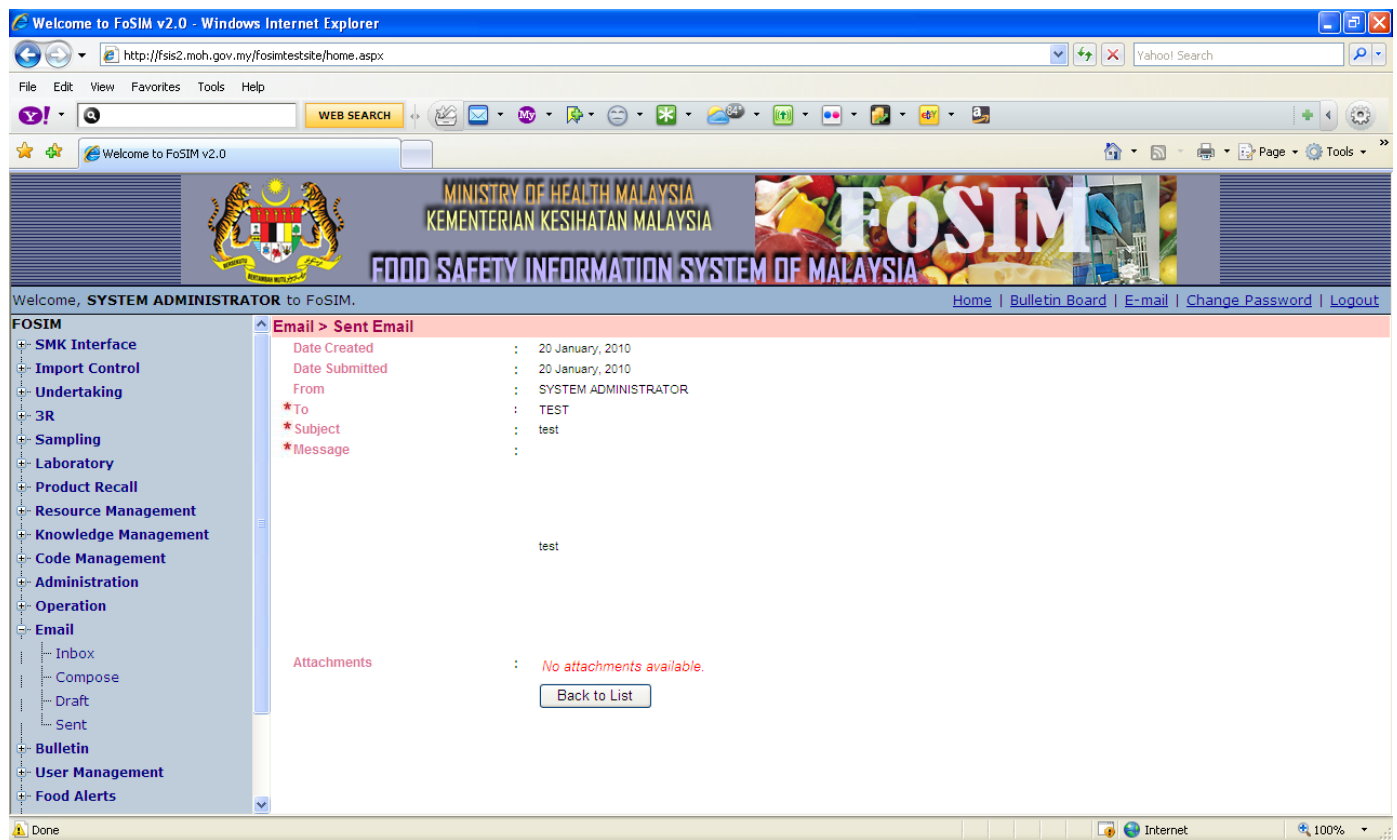 Welcome to FoSIM v2.0 - Windows Internet Explorer
http://fsis2.moh.gov.my/fosimtestsite/home.aspx
Yahoo! Search
File Edit View Favorites Tools Help
WEB SEARCH
Welcome to FoSIM v2.0
Page Tools
MINISTRY OF HEALTH MALAYSIA
KEMENTERIAN KESIHATAN MALAYSIA
FoSIM
FOOD SAFETY INFORMATION SYSTEM OF MALAYSIA
Welcome, SYSTEM ADMINISTRATOR to FoSIM.
Home | Bulletin Board | E-mail | Change Password | Logout
FOSIM
SMK Interface
Import Control
Undertaking
3R
Sampling
Laboratory
Product Recall
Resource Management
Knowledge Management
Code Management
Administration
Operation
Email
Inbox
Compose
Draft
Sent
Bulletin
User Management
Food Alerts
Email > Sent Email
Date Created : 20 January, 2010
Date Submitted : 20 January, 2010
From : SYSTEM ADMINISTRATOR
*To : TEST
*Subject : test
*Message :
test
Attachments : No attachments available.
Back to List
Done
Internet
100%